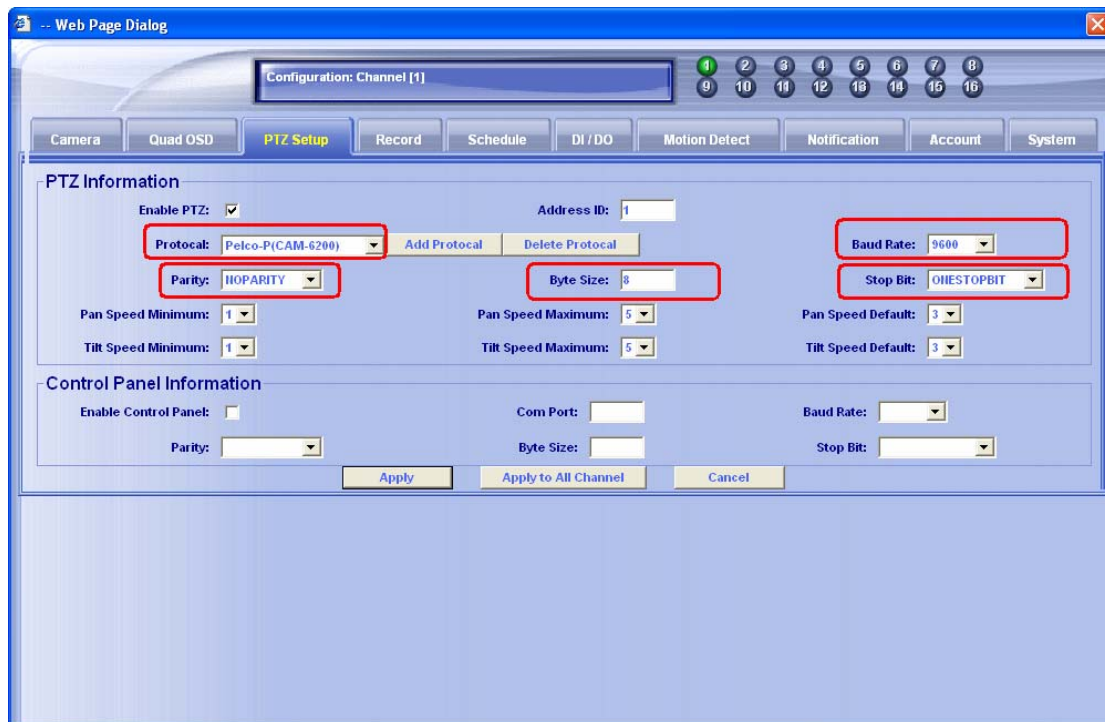 -- Web Page Dialog
Configuration: Channel [1]
1 2 3 4 5 6 7 8
9 10 11 12 13 14 15 16
Camera Quad OSD PTZ Setup Record Schedule DI / DO Motion Detect Notification Account System
PTZ Information
Enable PTZ: Address ID: 1
Protocal: Pelco-P(CAM-6200) Add Protocal Delete Protocal Baud Rate: 9600
Parity: NOPARITY Byte Size: 8 Stop Bit: ONESTOPBIT
Pan Speed Minimum: 1 Pan Speed Maximum: 5 Pan Speed Default: 3
Tilt Speed Minimum: 1 Tilt Speed Maximum: 5 Tilt Speed Default: 3
Control Panel Information
Enable Control Panel: Com Port: Baud Rate:
Parity: Byte Size: Stop Bit:
Apply Apply to All Channel Cancel